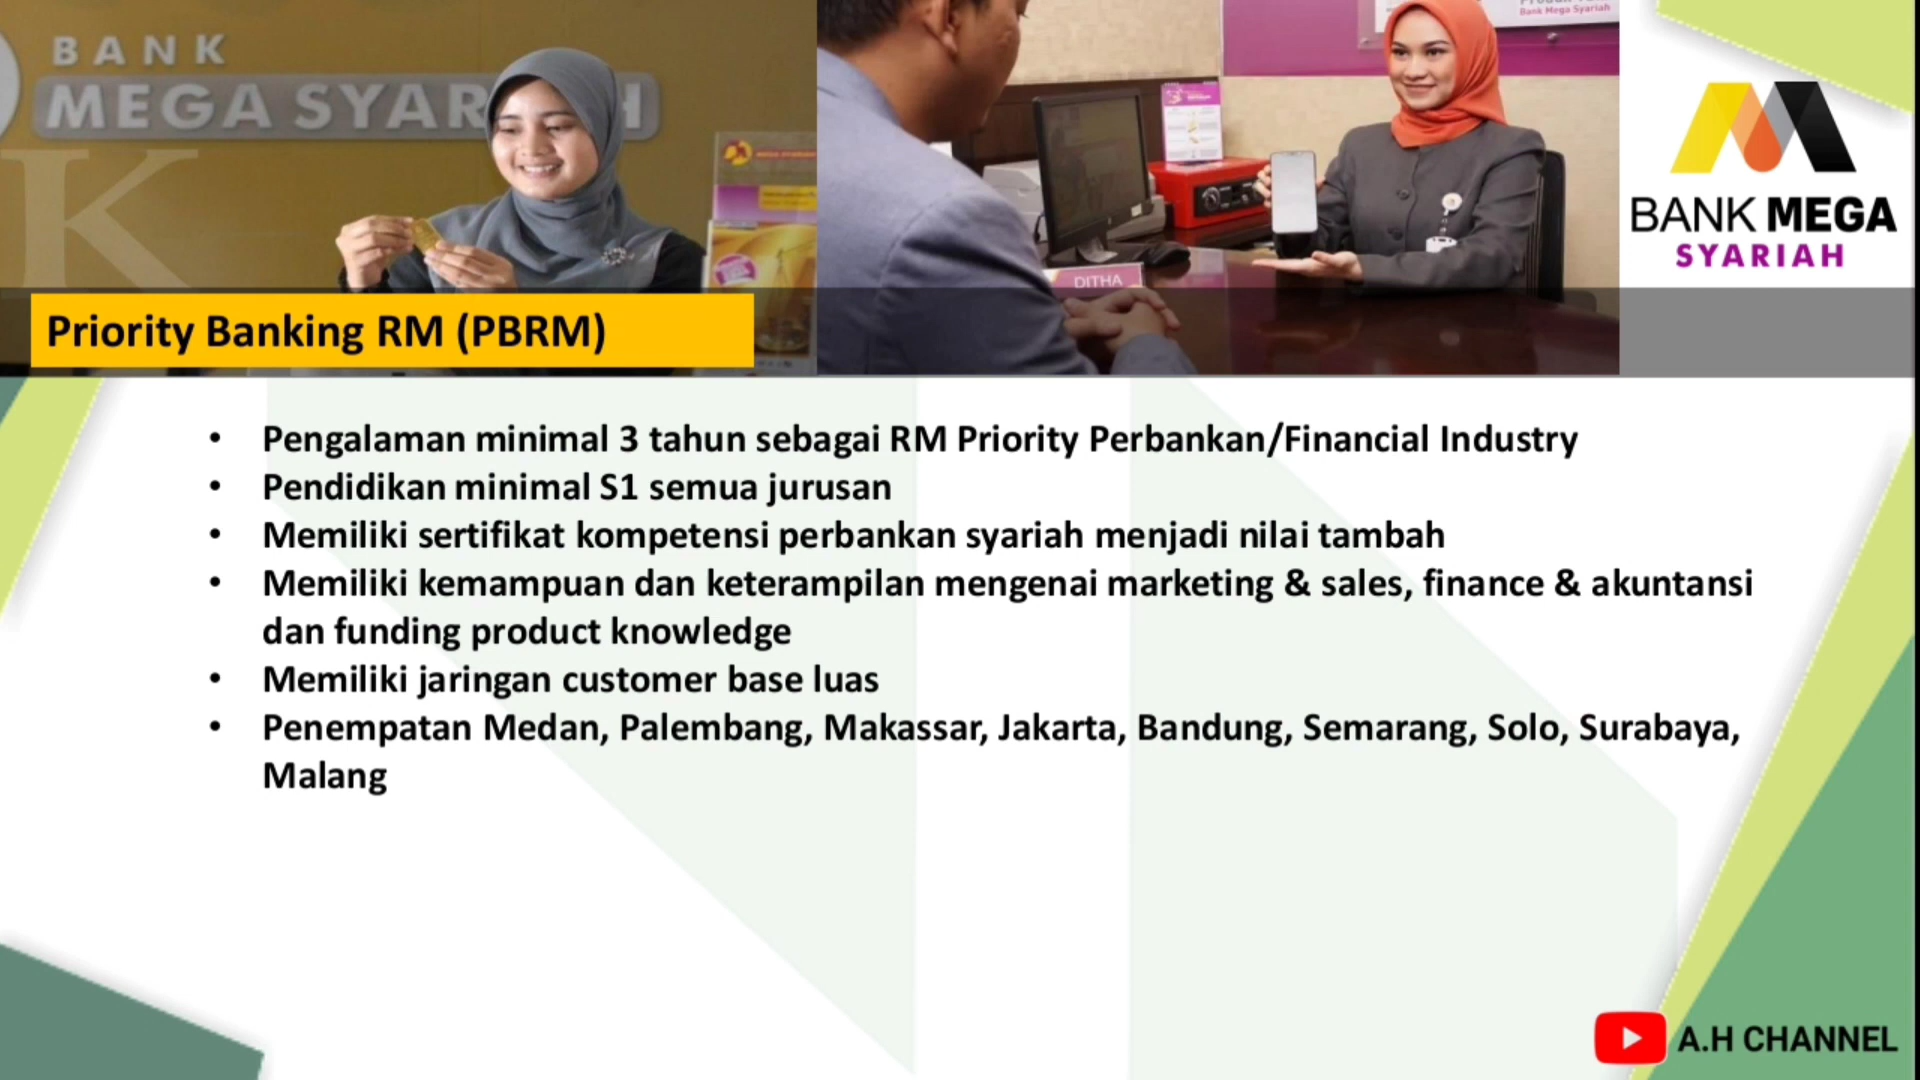 BANK
MEGA SYAR H
K
Bank Mega Syariah
DITHA
BANK MEGA
SYARIAH
Priority Banking RM (PBRM)
• Pengalaman minimal 3 tahun sebagai RM Priority Perbankan/Financial Industry
• Pendidikan minimal S1 semua jurusan
• Memiliki sertifikat kompetensi perbankan syariah menjadi nilai tambah
• Memiliki kemampuan dan keterampilan mengenai marketing & sales, finance & akuntansi
dan funding product knowledge
• Memiliki jaringan customer base luas
• Penempatan Medan, Palembang, Makassar, Jakarta, Bandung, Semarang, Solo, Surabaya,
Malang
A.H CHANNEL